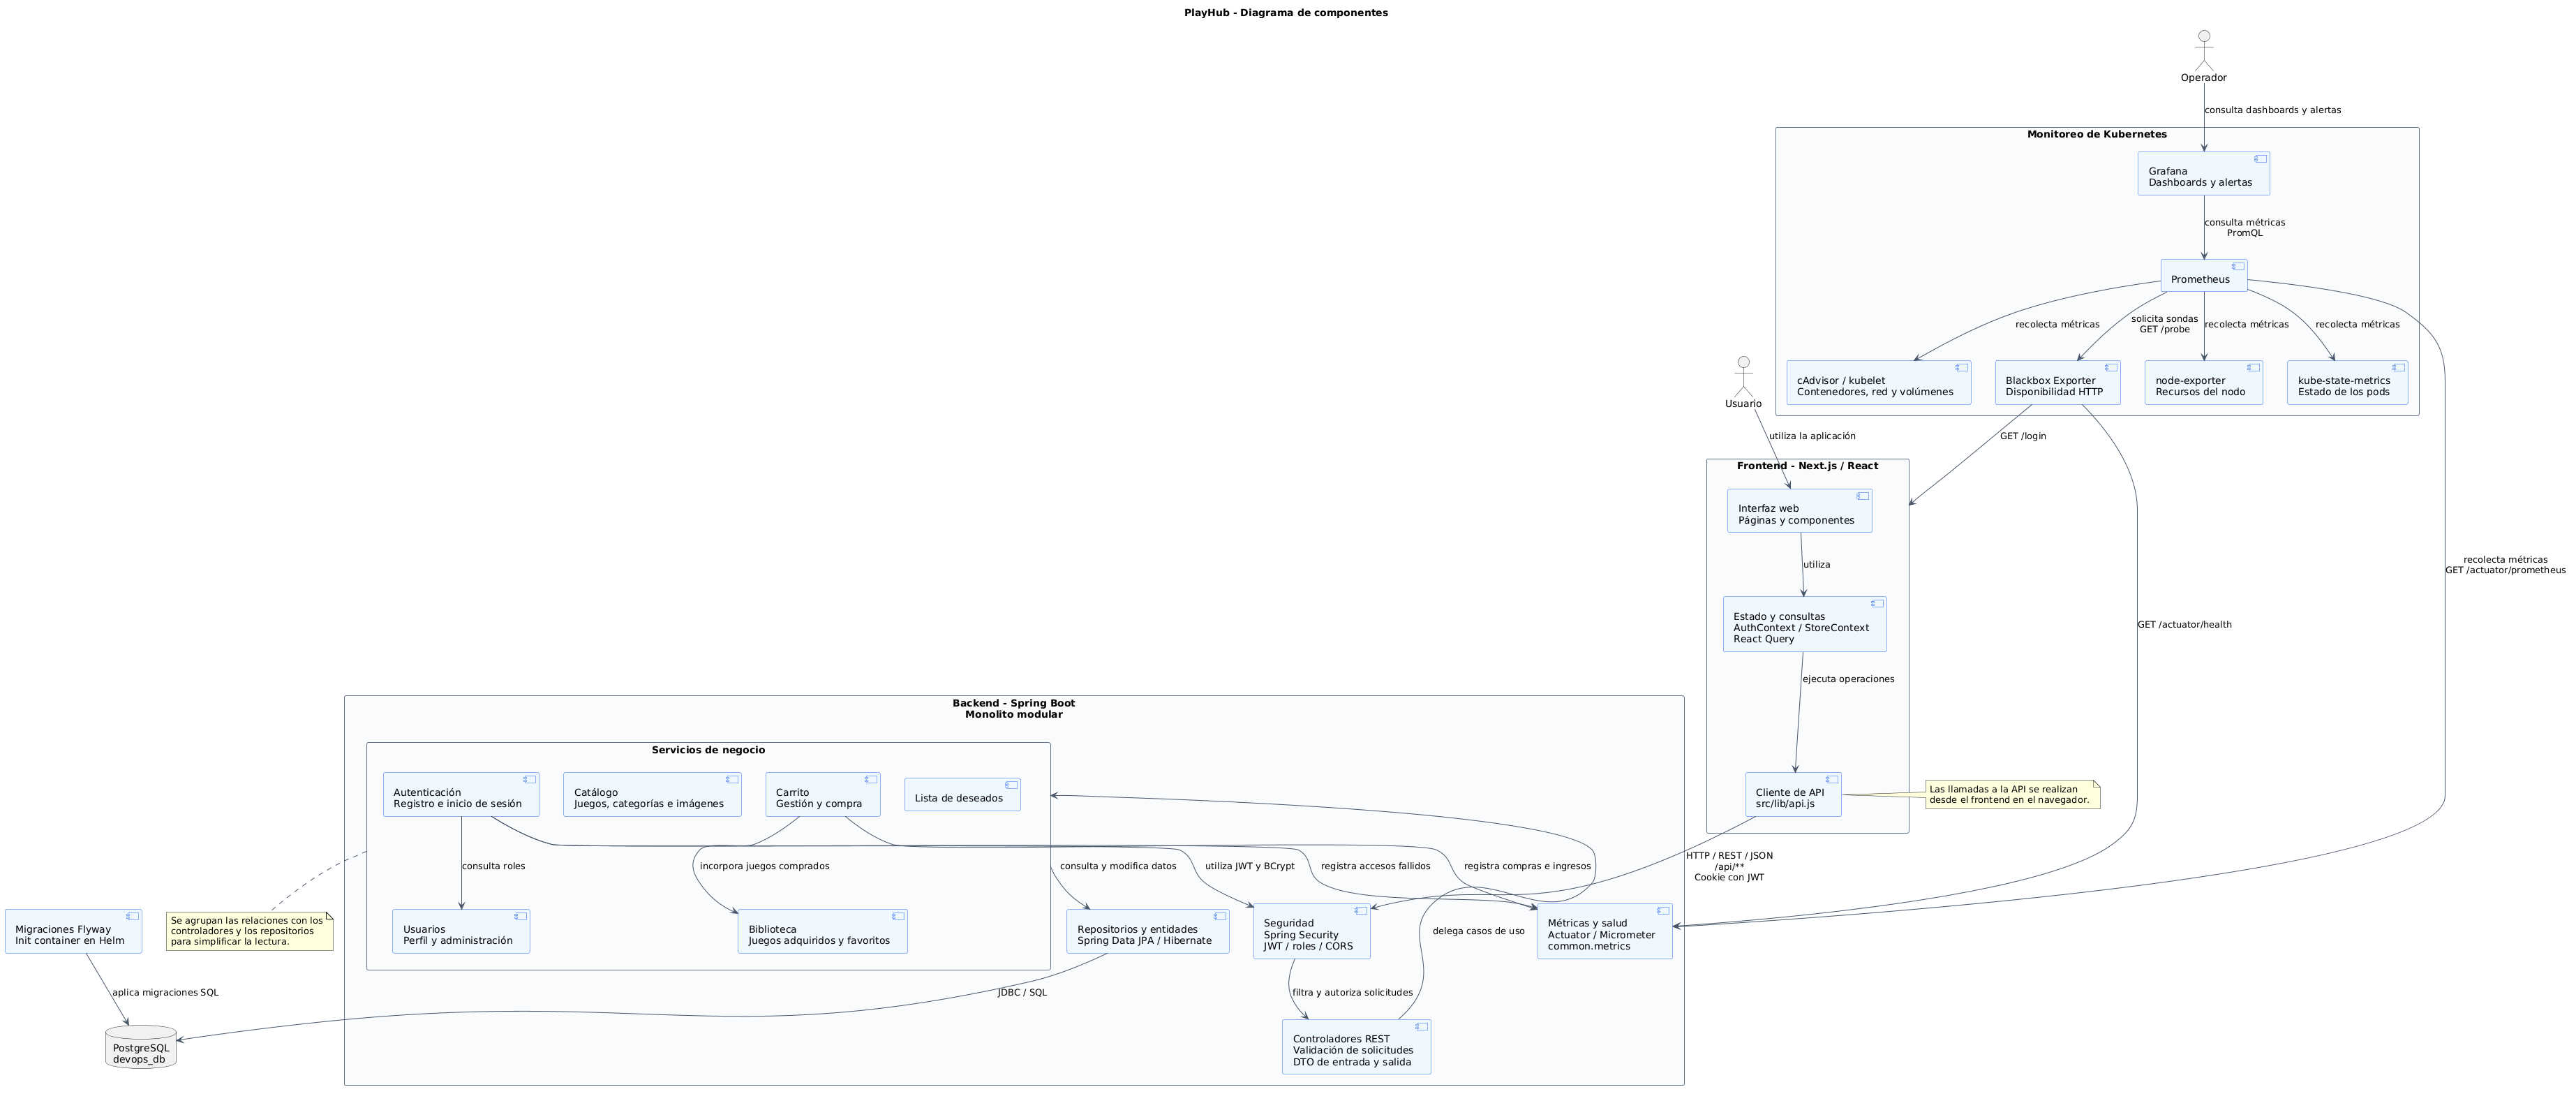 PlayHub - Diagrama de componentes
Operador
consulta dashboards y alertas
Monitoreo de Kubernetes
Grafana
Dashboards y alertas
consulta métricas
PromQL
Prometheus
recolecta métricas
solicita sondas
GET /probe
recolecta métricas
recolecta métricas
cAdvisor / kubelet
Contenedores, red y volúmenes
Blackbox Exporter
Disponibilidad HTTP
node-exporter
Recursos del nodo
kube-state-metrics
Estado de los pods
Usuario
utiliza la aplicación
GET /login
Frontend - Next.js / React
Interfaz web
Páginas y componentes
utiliza
recolecta métricas
GET /actuator/prometheus
Estado y consultas
AuthContext / StoreContext
React Query
GET /actuator/health
ejecuta operaciones
Cliente de API
src/lib/api.js
Las llamadas a la API se realizan
desde el frontend en el navegador.
HTTP / REST / JSON
/api/**
Cookie con JWT
Backend - Spring Boot
Monolito modular
Servicios de negocio
Autenticación
Registro e inicio de sesión
Catálogo
Juegos, categorías e imágenes
Carrito
Gestión y compra
Lista de deseados
consulta roles
incorpora juegos comprados
consulta y modifica datos
utiliza JWT y BCrypt
registra accesos fallidos
registra compras e ingresos
Migraciones Flyway
Init container en Helm
Se agrupan las relaciones con los
controladores y los repositorios
para simplificar la lectura.
Usuarios
Perfil y administración
Biblioteca
Juegos adquiridos y favoritos
Repositorios y entidades
Spring Data JPA / Hibernate
Seguridad
Spring Security
JWT / roles / CORS
delega casos de uso
Métricas y salud
Actuator / Micrometer
common.metrics
aplica migraciones SQL
JDBC / SQL
filtra y autoriza solicitudes
PostgreSQL
devops_db
Controladores REST
Validación de solicitudes
DTO de entrada y salida